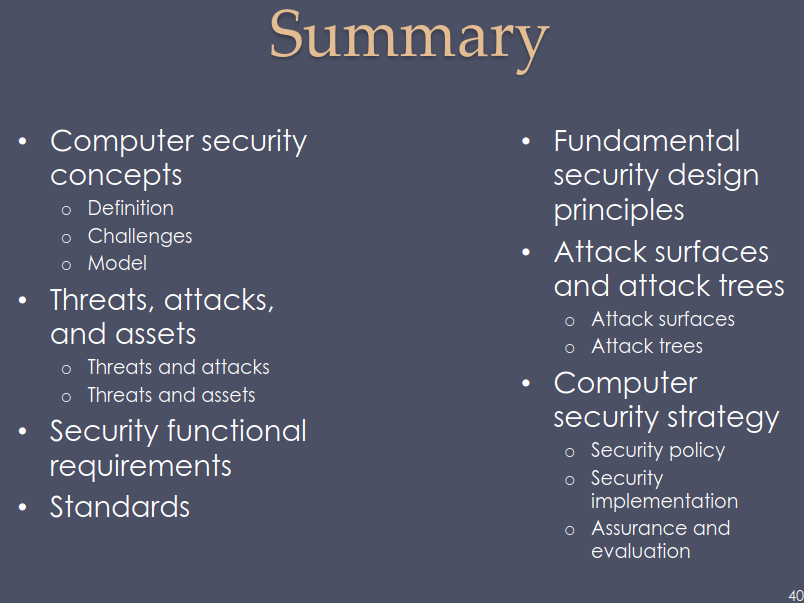 Summary
• Computer security
concepts
o Definition
o Challenges
o Model
• Threats, attacks,
and assets
o Threats and attacks
o Threats and assets
• Security functional
requirements
• Standards
• Fundamental
security design
principles
• Attack surfaces
and attack trees
o Attack surfaces
o Attack trees
• Computer
security strategy
o Security policy
o Security
implementation
o Assurance and
evaluation
40